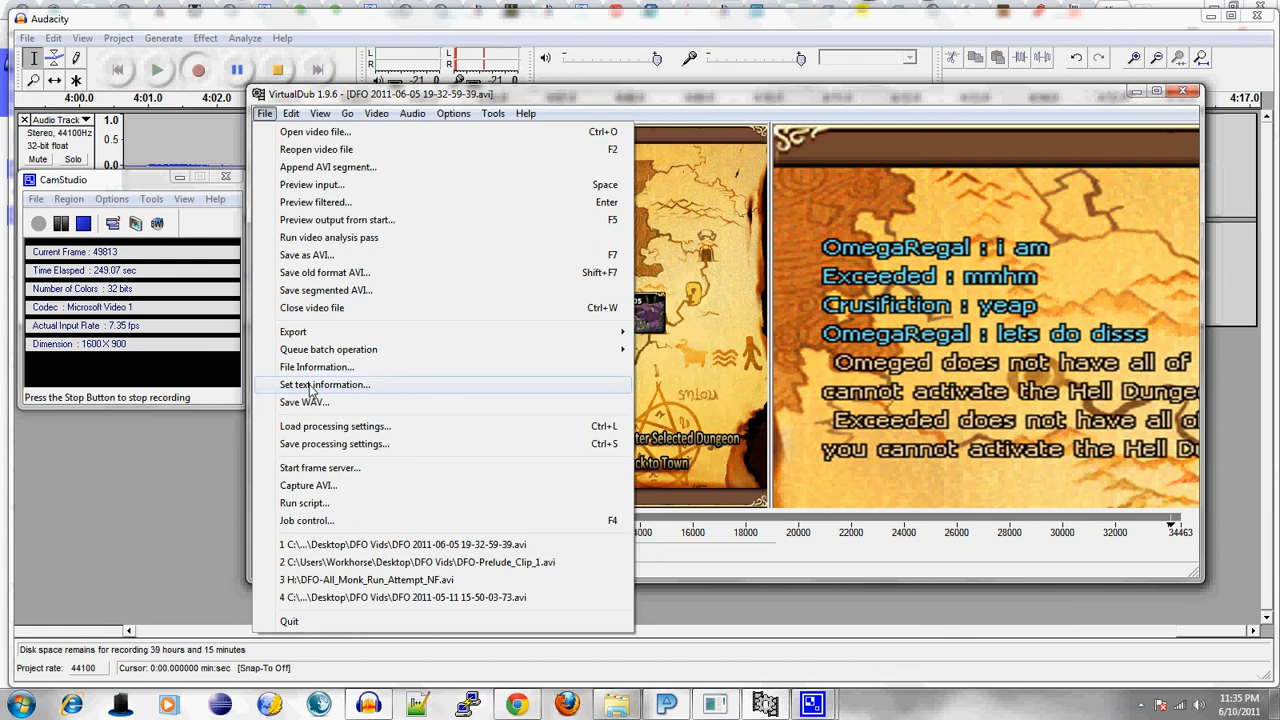 Audacity
File Edit View Project Generate Effect Analyze Help
L
R
-21 0
L
R
-21 0
4:00.0 4:01.0 4:02.0 4:17.0
Audio Track
Stereo, 44100Hz
32-bit float
Mute Solo
1.0
0.5
0.0
CamStudio
File Region Options Tools View Help
Current Frame : 49813
Time Elasped : 249.07 sec
Number of Colors : 32 bits
Codec : Microsoft Video 1
Actual Input Rate : 7.35 fps
Dimension : 1600 X 900
Press the Stop Button to stop recording
VirtualDub 1.9.6 - [DFO 2011-06-05 19-32-59-39.avi]
File Edit View Go Video Audio Options Tools Help
Open video file... Ctrl+O
Reopen video file F2
Append AVI segment...
Preview input... Space
Preview filtered... Enter
Preview output from start... F5
Run video analysis pass
Save as AVI... F7
Save old format AVI... Shift+F7
Save segmented AVI...
Close video file Ctrl+W
Export
Queue batch operation
File Information...
Set text information...
Save WAV...
Load processing settings... Ctrl+L
Save processing settings... Ctrl+S
Start frame server...
Capture AVI...
Run script...
Job control... F4
1 C:\...\Desktop\DFO Vids\DFO 2011-06-05 19-32-59-39.avi
2 C:\Users\Workhorse\Desktop\DFO Vids\DFO-Prelude_Clip_1.avi
3 H:\DFO-All_Monk_Run_Attempt_NF.avi
4 C:\...\Desktop\DFO Vids\DFO 2011-05-11 15-50-03-73.avi
Quit
ter Selected Dungeon
ck to Town
OmegaRegal : i am
Exceeded : mmhm
Crusifiction : yeap
OmegaRegal : lets do disss
Omeged does not have all of
cannot activate the Hell Dunge
Exceeded does not have all of
you cannot activate the Hell D
14000 16000 18000 20000 22000 24000 26000 28000 30000 32000 34463
Disk space remains for recording 39 hours and 15 minutes
Project rate: 44100 Cursor: 0:00.000000 min:sec [Snap-To Off]
11:35 PM
6/10/2011